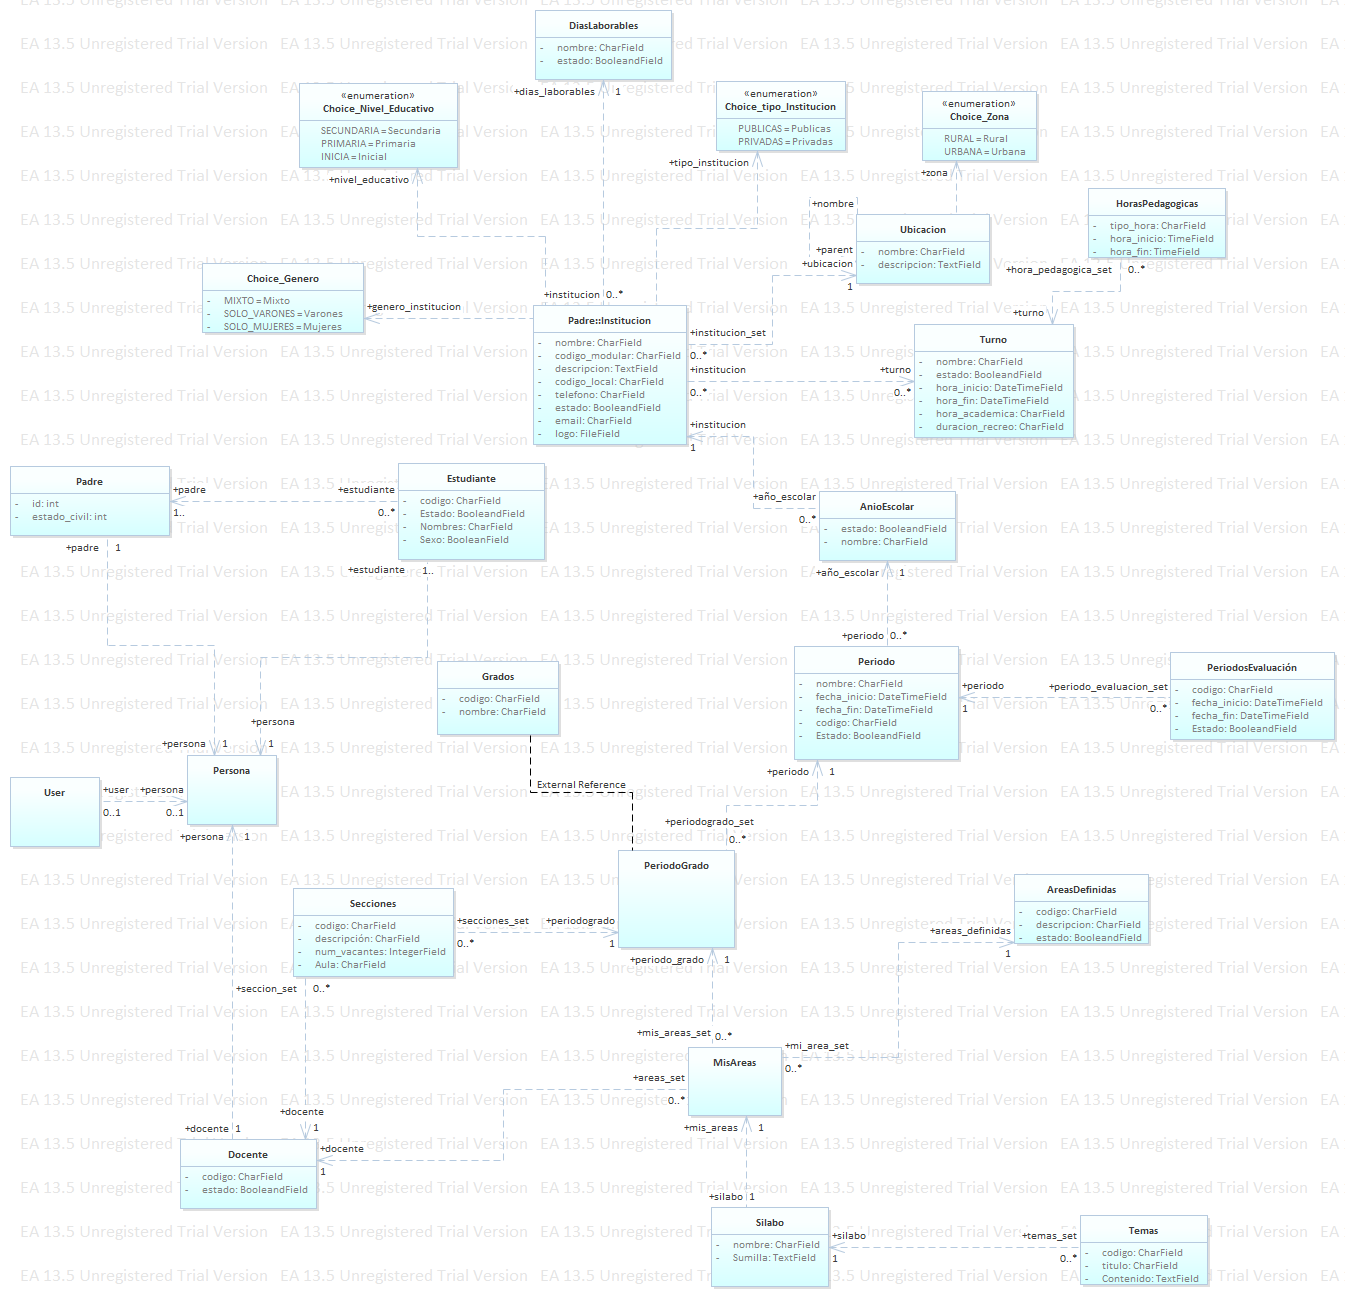 EA 13.5 Unregistered Trial Version
DiasLaborables
- nombre: CharField
- estado: BooleandField
+dias_laborables
1
«enumeration»
Choice_Nivel_Educativo
SECUNDARIA = Secundaria
PRIMARIA = Primaria
INICIA = Inicial
+nivel_educativo
«enumeration»
Choice_tipo_Institucion
PUBLICAS = Publicas
PRIVADAS = Privadas
+tipo_institucion
«enumeration»
Choice_Zona
RURAL = Rural
URBANA = Urbana
+zona
HorasPedagogicas
- tipo_hora: CharField
- hora_inicio: TimeField
- hora_fin: TimeField
+hora_pedagogica_set
0..*
+turno
+nombre
+parent
Ubicacion
- nombre: CharField
- descripcion: TextField
+ubicacion
1
Choice_Genero
- MIXTO = Mixto
- SOLO_VARONES = Varones
- SOLO_MUJERES = Mujeres
+genero_institucion
+institucion 0..*
Padre::Institucion
- nombre: CharField
- codigo_modular: CharField
- descripcion: TextField
- codigo_local: CharField
- telefono: CharField
- estado: BooleandField
- email: CharField
- logo: FileField
+institucion_set
0..*
+institucion
0..*
+turno
0..*
+institucion
1
Turno
- nombre: CharField
- estado: BooleandField
- hora_inicio: DateTimeField
- hora_fin: DateTimeField
- hora_academica: CharField
- duracion_recreo: CharField
Padre
- id: int
- estado_civil: int
+padre
1..
+estudiante
0..*
Estudiante
- codigo: CharField
- Estado: BooleandField
- Nombres: CharField
- Sexo: BooleanField
+año_escolar
0..*
AnioEscolar
- estado: BooleandField
- nombre: CharField
+padre 1
+estudiante 1..
+año_escolar 1
+periodo 0..*
Periodo
- nombre: CharField
- fecha_inicio: DateTimeField
- fecha_fin: DateTimeField
- codigo: CharField
- Estado: BooleandField
+periodo
1
+periodo_evaluacion_set
0..*
PeriodosEvaluación
- codigo: CharField
- fecha_inicio: DateTimeField
- fecha_fin: DateTimeField
- Estado: BooleandField
Grados
- codigo: CharField
- nombre: CharField
+persona
1
+persona 1
Persona
User
+user
0..1
+persona
0..1
External Reference
+periodo 1
+periodogrado_set
0..*
+persona 1
PeriodoGrado
Secciones
- codigo: CharField
- descripción: CharField
- num_vacantes: IntegerField
- Aula: CharField
+secciones_set
0..*
+periodogrado
1
+periodo_grado 1
AreasDefinidas
- codigo: CharField
- descripcion: CharField
- estado: BooleandField
+areas_definidas
1
+seccion_set 0..*
+mis_areas_set 0..*
MisAreas
+mi_area_set
0..*
+areas_set
0..*
+docente
1
+docente 1
+docente
1
Docente
- codigo: CharField
- estado: BooleandField
+mis_areas 1
+silabo 1
Silabo
- nombre: CharField
- Sumilla: TextField
+silabo
1
+temas_set
0..*
Temas
- codigo: CharField
- titulo: CharField
- Contenido: TextField